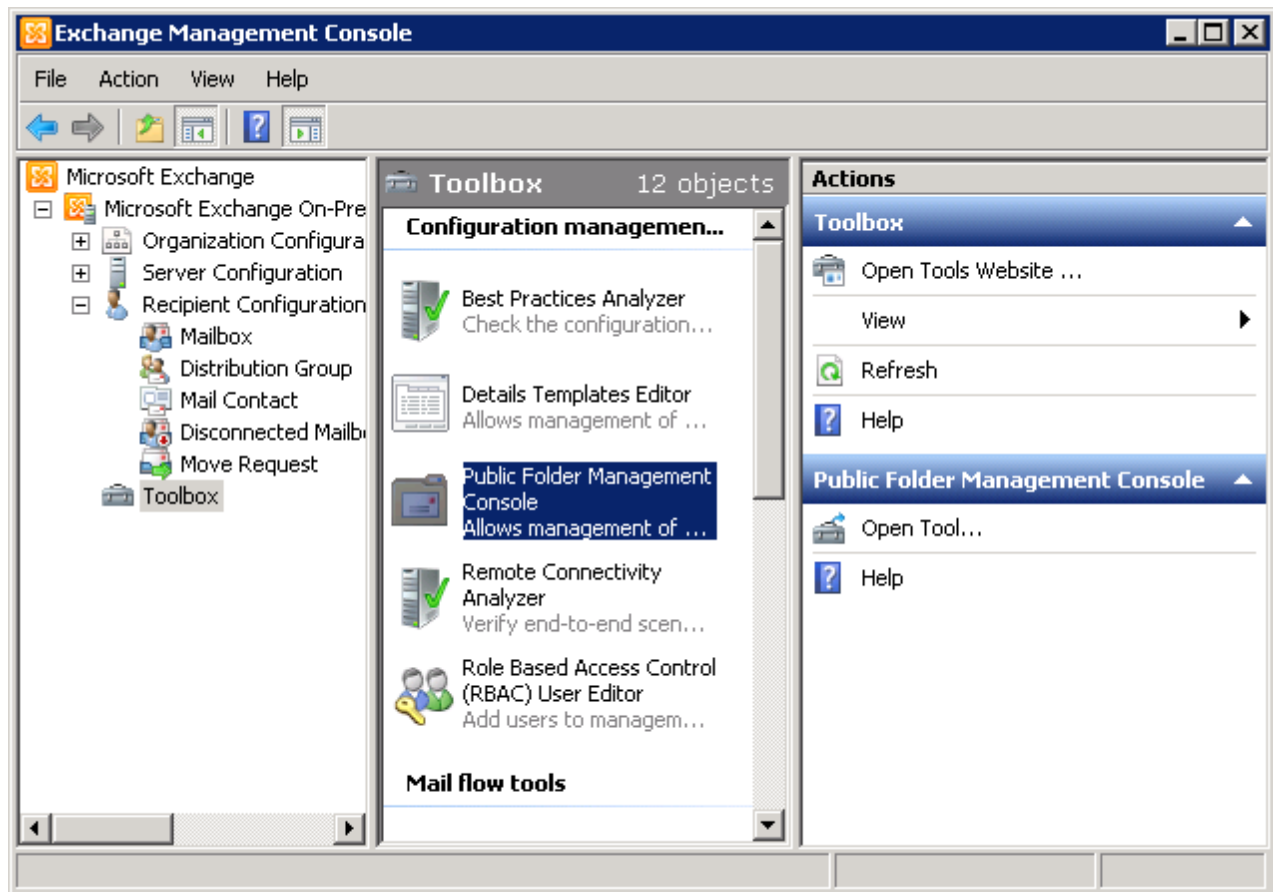 Exchange Management Console
File Action View Help
Microsoft Exchange
Microsoft Exchange On-Pre
Organization Configura
Server Configuration
Recipient Configuration
Mailbox
Distribution Group
Mail Contact
Disconnected Mailb
Move Request
Toolbox
Toolbox 12 objects
Configuration managemen...
Best Practices Analyzer
Check the configuration...
Details Templates Editor
Allows management of ...
Public Folder Management
Console
Allows management of ...
Remote Connectivity
Analyzer
Verify end-to-end scen...
Role Based Access Control
(RBAC) User Editor
Add users to managem...
Mail flow tools
Actions
Toolbox
Open Tools Website ...
View
Refresh
Help
Public Folder Management Console
Open Tool...
Help